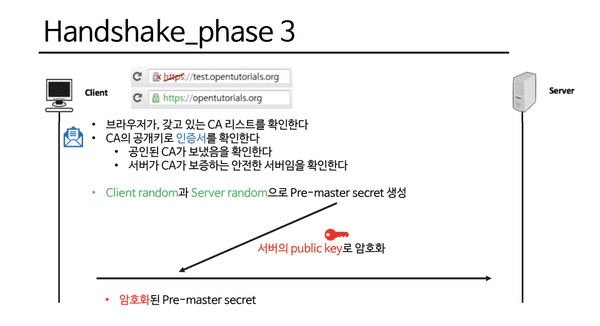 Handshake_phase 3
Client
https://test.opentutorials.org
https://opentutorials.org
Server
• 브라우저가, 갖고 있는 CA 리스트를 확인한다
• CA의 공개키로 인증서를 확인한다
• 공인된 CA가 보냈음을 확인한다
• 서버가 CA가 보증하는 안전한 서버임을 확인한다
• Client random과 Server random으로 Pre-master secret 생성
서버의 public key로 암호화
• 암호화된 Pre-master secret